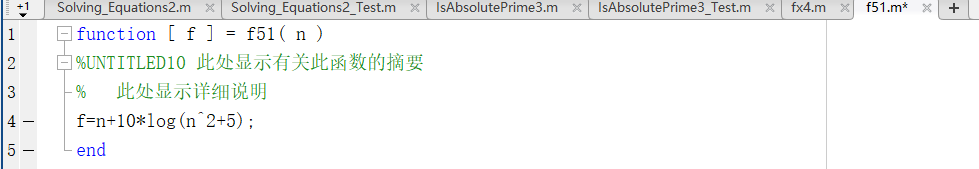 +1 Solving_Equations2.m × Solving_Equations2_Test.m × IsAbsolutePrime3.m × IsAbsolutePrime3_Test.m × fx4.m × f51.m* × +
1 function [ f ] = f51( n )
2 %UNTITLED10 此处显示有关此函数的摘要
3 %   此处显示详细说明
4 — f=n+10*log(n^2+5);
5 — end